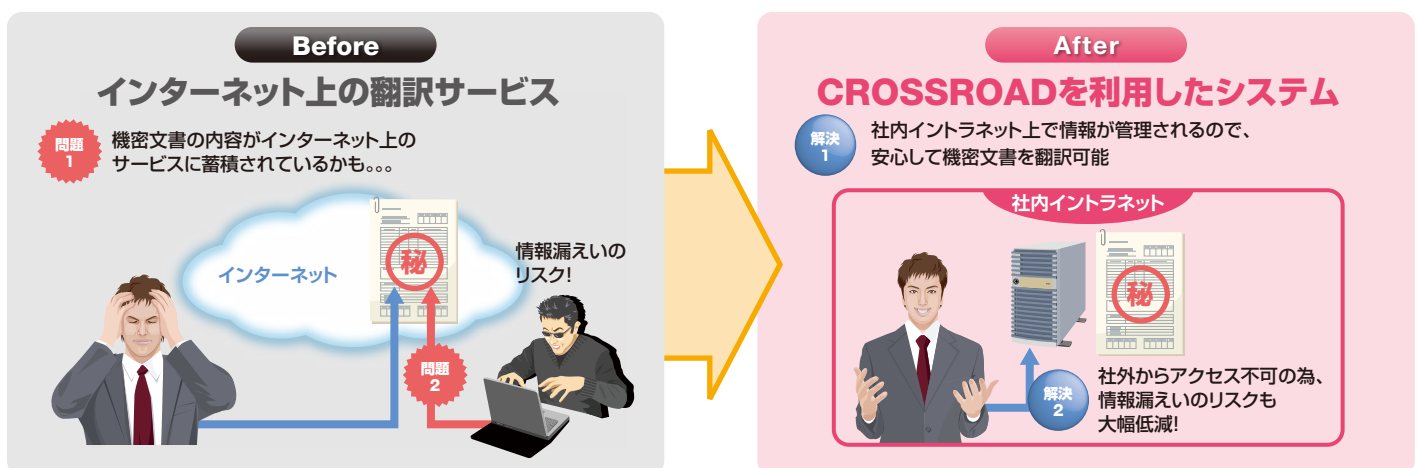 Before
インターネット上の翻訳サービス
問題
1
機密文書の内容がインターネット上の
サービスに蓄積されているかも。。。
インターネット
秘
情報漏えいの
リスク!
問題
2
After
CROSSROADを利用したシステム
解決
1
社内イントラネット上で情報が管理されるので、
安心して機密文書を翻訳可能
社内イントラネット
秘
解決
2
社外からアクセス不可の為、
情報漏えいのリスクも
大幅低減!